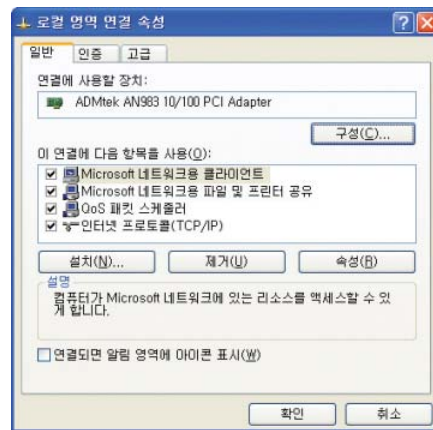 로컬 영역 연결 속성
일반 인증 고급
연결에 사용할 장치:
ADMtek AN983 10/100 PCI Adapter
구성(C)...
이 연결에 다음 항목을 사용(O):
Microsoft 네트워크용 클라이언트
Microsoft 네트워크용 파일 및 프린터 공유
QoS 패킷 스케줄러
인터넷 프로토콜(TCP/IP)
설치(N)... 제거(U) 속성(R)
설명
컴퓨터가 Microsoft 네트워크에 있는 리소스를 액세스할 수 있
게 합니다.
연결되면 알림 영역에 아이콘 표시(W)
확인 취소